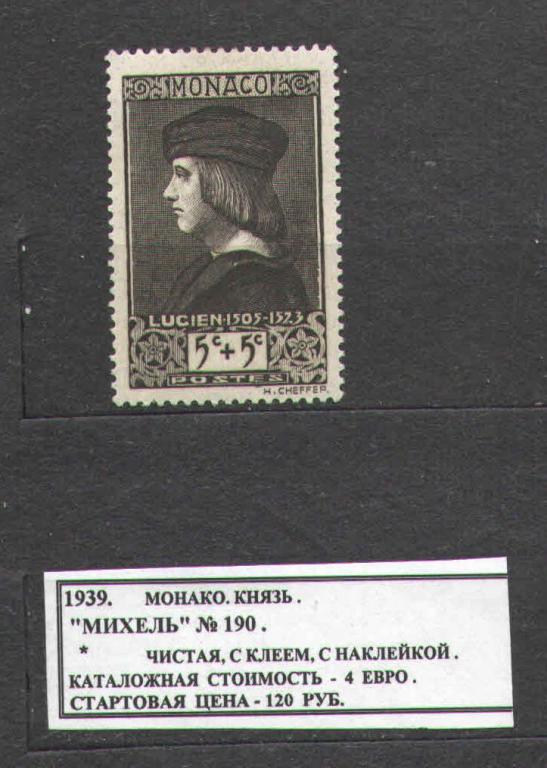 MONACO
LUCIEN·1505-1523
5c+5c
POSTES
H. CHEFFER.
1939. МОНАКО. КНЯЗЬ.
"МИХЕЛЬ" № 190.
* ЧИСТАЯ, С КЛЕЕМ, С НАКЛЕЙКОЙ.
КАТАЛОЖНАЯ СТОИМОСТЬ - 4 ЕВРО.
СТАРТОВАЯ ЦЕНА - 120 РУБ.